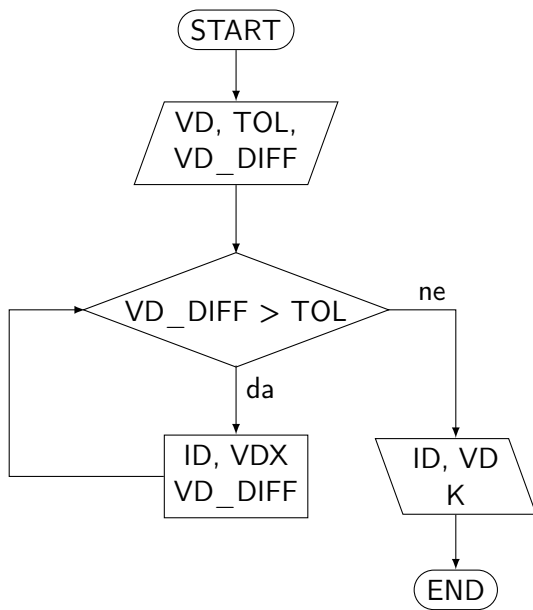 START
VD, TOL,
VD_DIFF
VD_DIFF > TOL
ne
da
ID, VDX
VD_DIFF
ID, VD
K
END